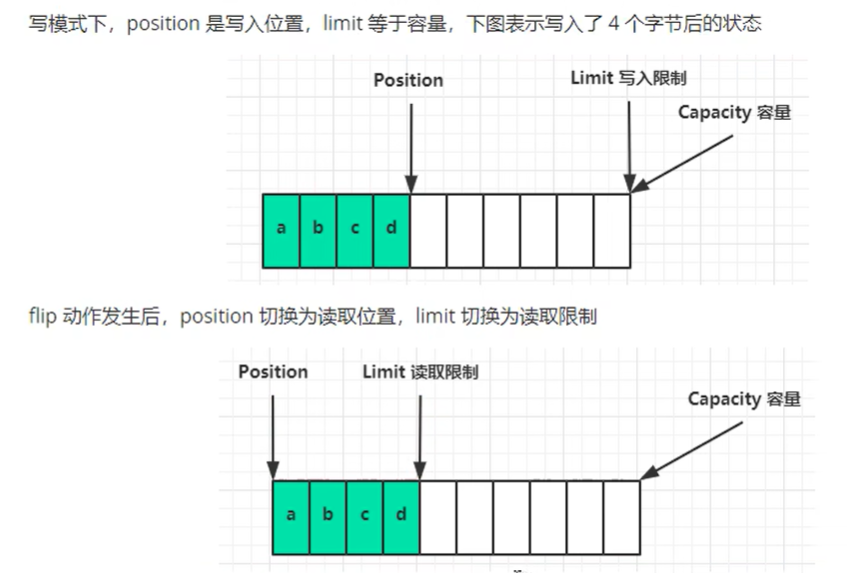 写模式下，position 是写入位置，limit 等于容量，下图表示写入了 4 个字节后的状态
Position
Limit 写入限制
Capacity 容量
a b c d
flip 动作发生后，position 切换为读取位置，limit 切换为读取限制
Position
Limit 读取限制
Capacity 容量
a b c d